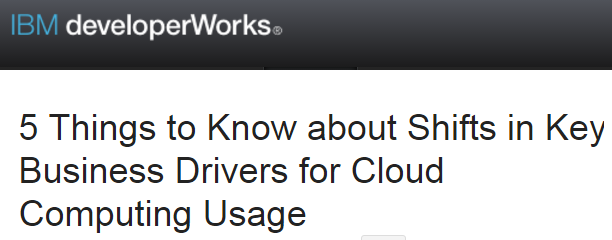 IBM developerWorks®
5 Things to Know about Shifts in Key
Business Drivers for Cloud
Computing Usage